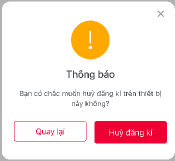 Thông báo
Bạn có chắc muốn huỷ đăng kí trên thiết bị
này không?
Quay lại
Huỷ đăng kí